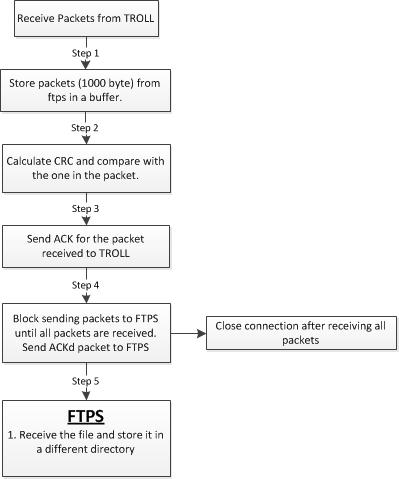 Receive Packets from TROLL
Step 1
Store packets (1000 byte) from
ftps in a buffer.
Step 2
Calculate CRC and compare with
the one in the packet.
Step 3
Send ACK for the packet
received to TROLL
Step 4
Block sending packets to FTPS
until all packets are received.
Send ACKd packet to FTPS
Close connection after receiving all
packets
Step 5
FTPS
1. Receive the file and store it in
a different directory